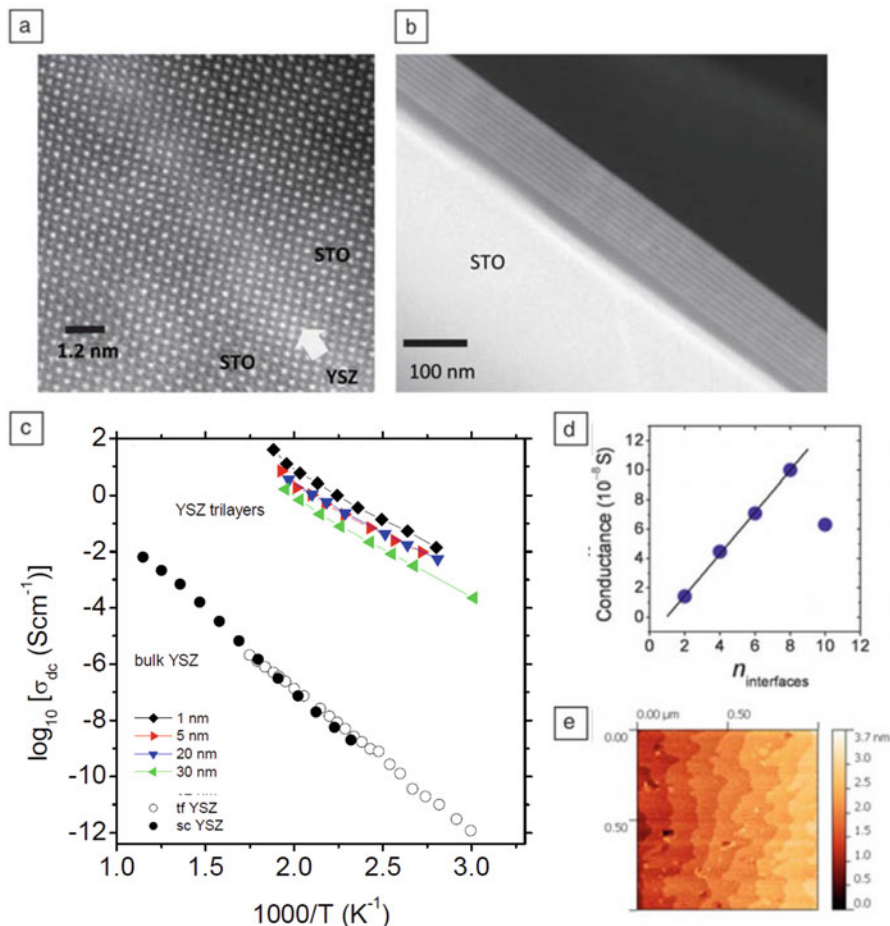 a
b
STO
1.2 nm
STO
YSZ
STO
100 nm
c
2
0
-2
-4
-6
-8
-10
-12
log10 [σdc (Scm-1)]
YSZ trilayers
bulk YSZ
1 nm
5 nm
20 nm
30 nm
tf YSZ
sc YSZ
1.0 1.5 2.0 2.5 3.0
1000/T (K-1)
d
12
10
8
6
4
2
0
Conductance (10-8 S)
0 2 4 6 8 10 12
ninterfaces
e
0.00 µm 0.50
0.00
0.50
3.7 nm
3.0
2.5
2.0
1.5
1.0
0.0